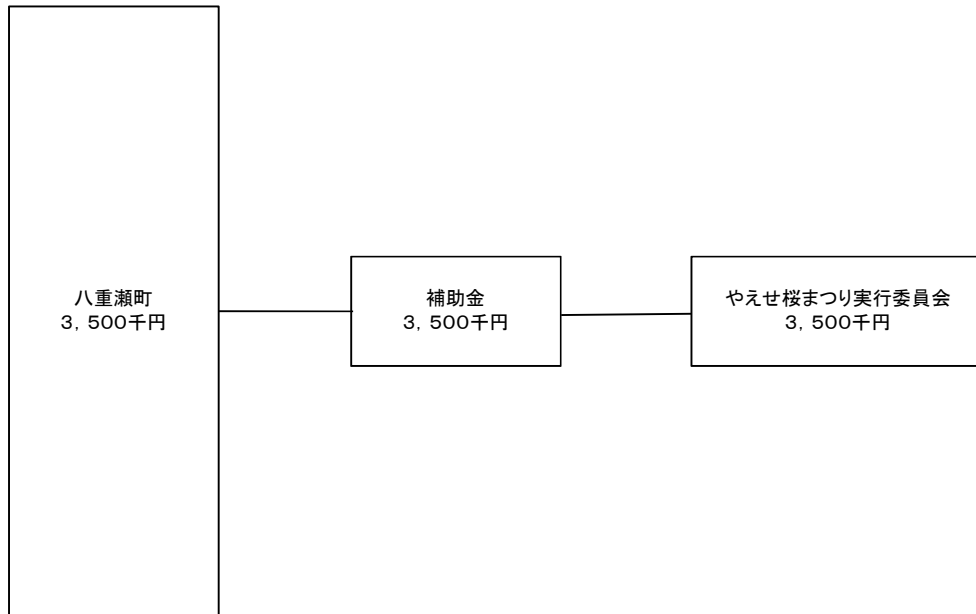 八重瀬町
３，５００千円
補助金
３，５００千円
やえせ桜まつり実行委員会
３，５００千円